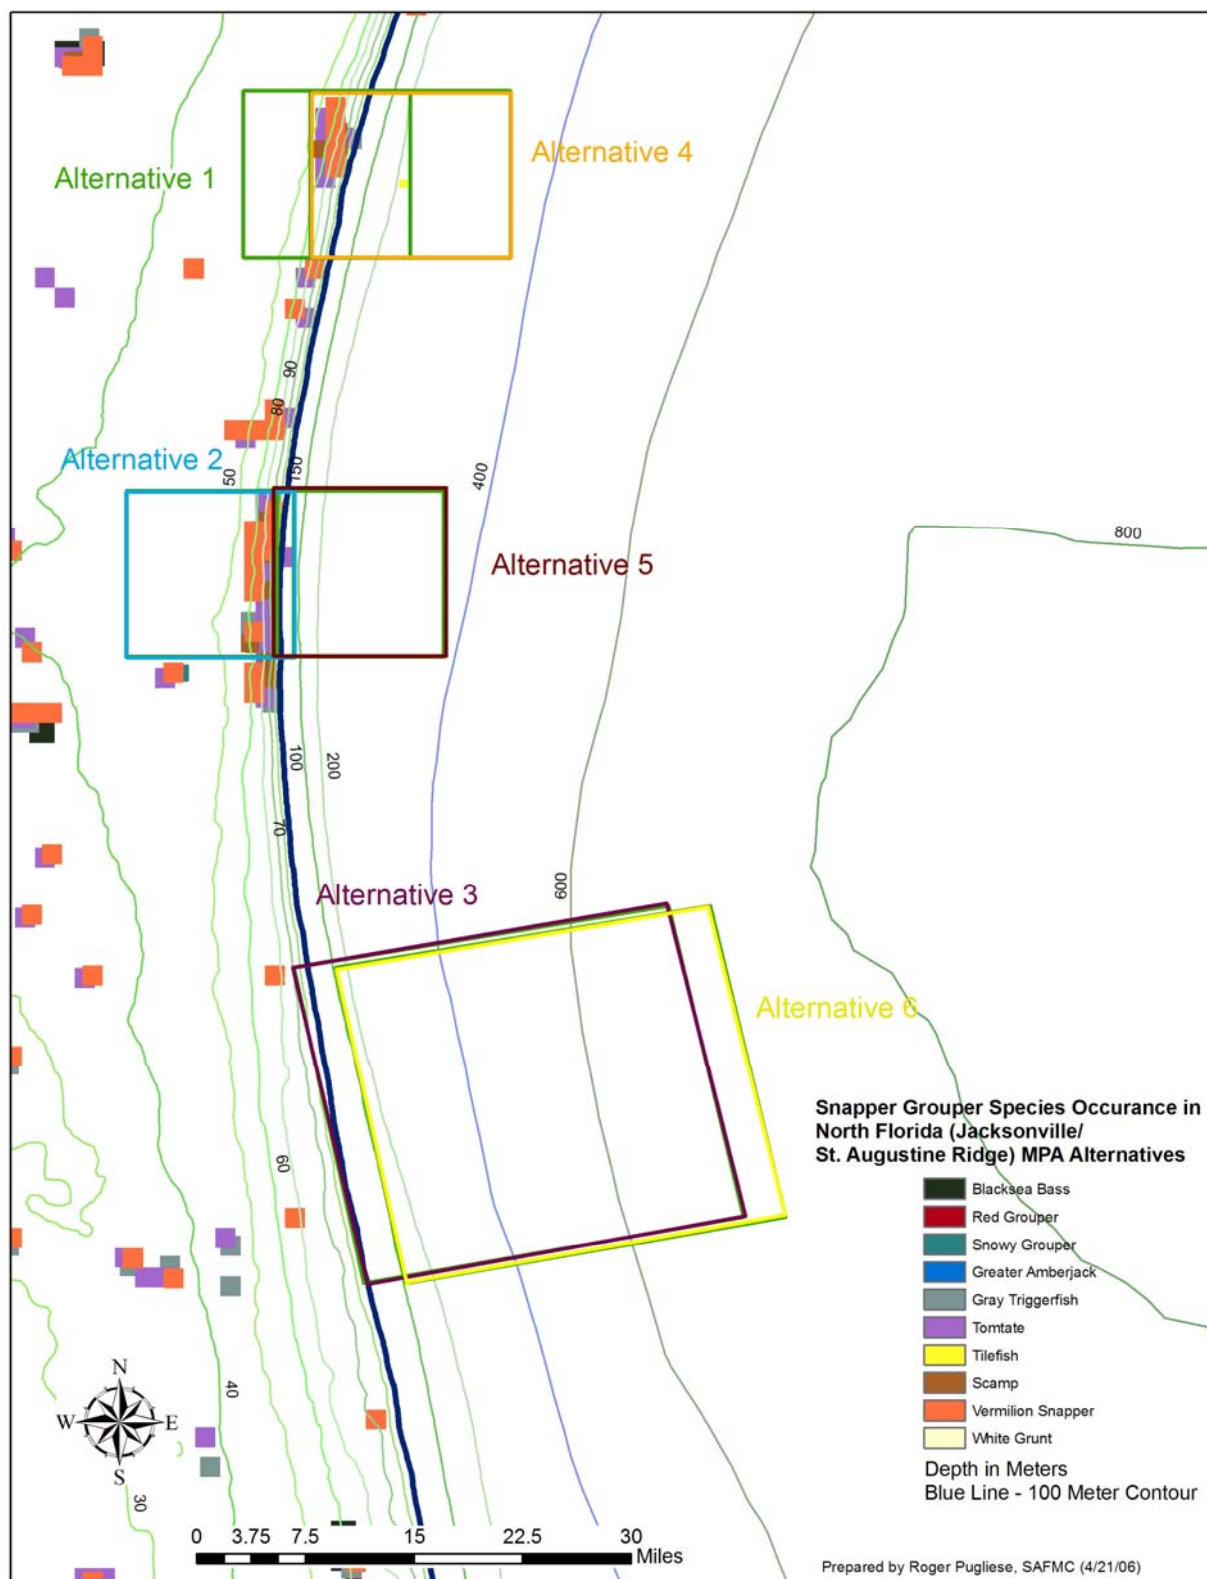 Alternative 1
Alternative 4
90
80
Alternative 2
50
150
400
800
Alternative 5
100
200
70
Alternative 3
600
Alternative 6
60
40
30
Snapper Grouper Species Occurance in
North Florida (Jacksonville/
St. Augustine Ridge) MPA Alternatives
Blacksea Bass
Red Grouper
Snowy Grouper
Greater Amberjack
Gray Triggerfish
Tomtate
Tilefish
Scamp
Vermilion Snapper
White Grunt
Depth in Meters
Blue Line - 100 Meter Contour
N
W E
S
0 3.75 7.5 15 22.5 30
Miles
Prepared by Roger Pugliese, SAFMC (4/21/06)